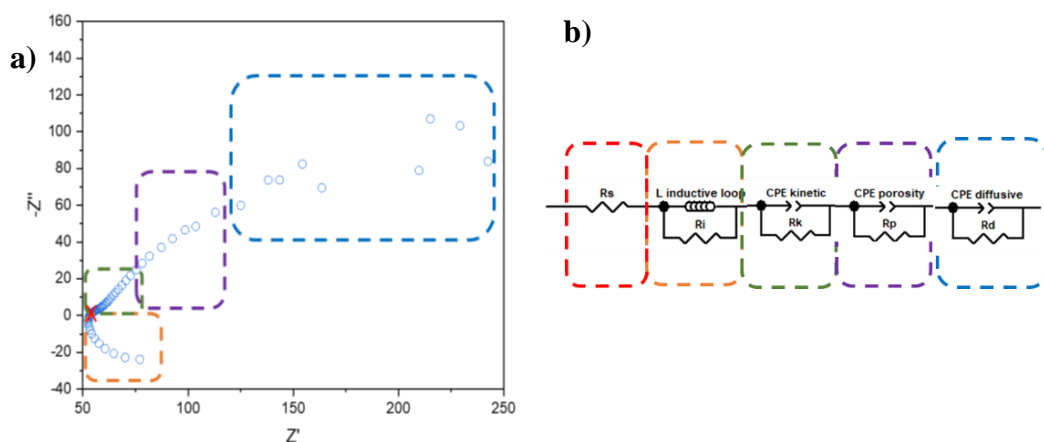 a)
160
140
120
100
80
60
40
20
0
-20
-40
-Z''
50
100
150
200
250
Z'
X
b)
Rs
L inductive loop
Ri
CPE kinetic
Rk
CPE porosity
Rp
CPE diffusive
Rd